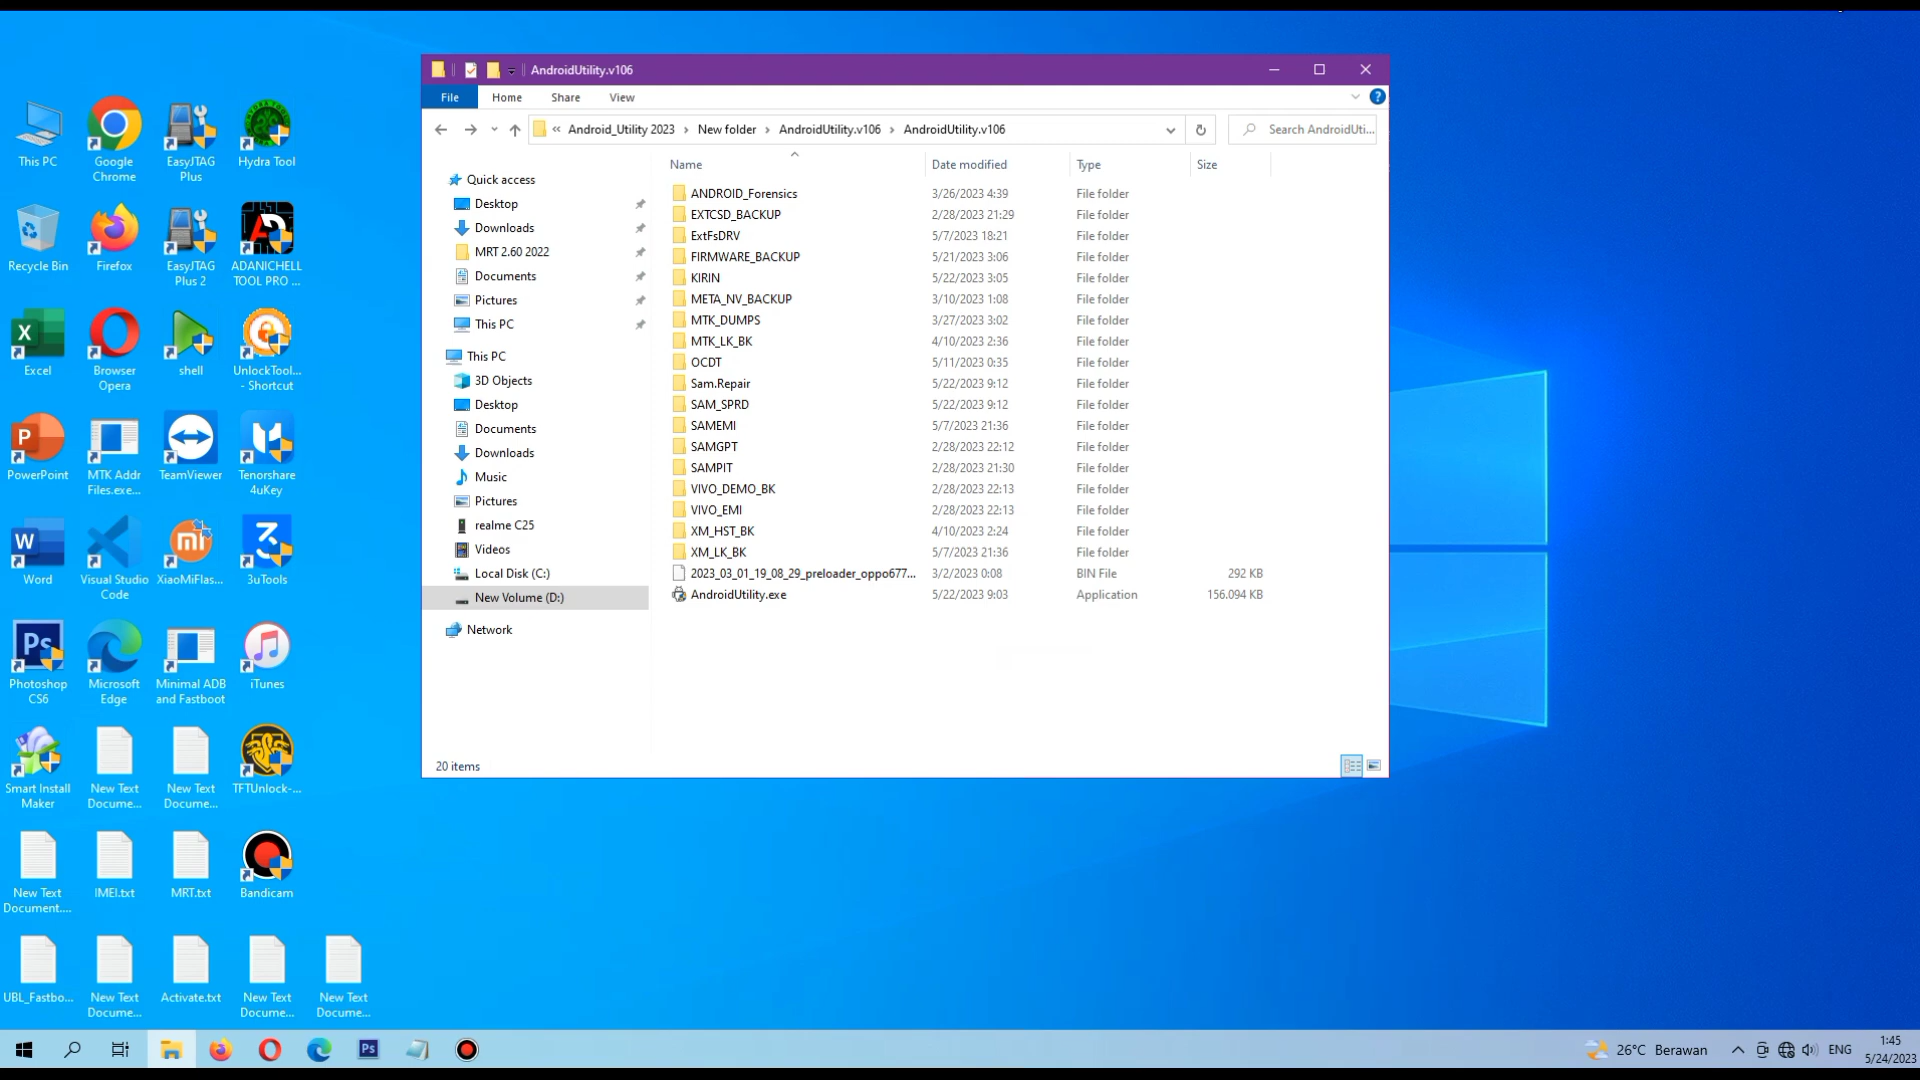 AndroidUtility.v106
File Home Share View
« Android_Utility 2023 › New folder › AndroidUtility.v106 › AndroidUtility.v106
Search AndroidUti...
Name Date modified Type Size
ANDROID_Forensics 3/26/2023 4:39 File folder
EXTCSD_BACKUP 2/28/2023 21:29 File folder
ExtFsDRV 5/7/2023 18:21 File folder
FIRMWARE_BACKUP 5/21/2023 3:06 File folder
KIRIN 5/22/2023 3:05 File folder
META_NV_BACKUP 3/10/2023 1:08 File folder
MTK_DUMPS 3/27/2023 3:02 File folder
MTK_LK_BK 4/10/2023 2:36 File folder
OCDT 5/11/2023 0:35 File folder
Sam.Repair 5/22/2023 9:12 File folder
SAM_SPRD 5/22/2023 9:12 File folder
SAMEMI 5/7/2023 21:36 File folder
SAMGPT 2/28/2023 22:12 File folder
SAMPIT 2/28/2023 21:30 File folder
VIVO_DEMO_BK 2/28/2023 22:13 File folder
VIVO_EMI 2/28/2023 22:13 File folder
XM_HST_BK 4/10/2023 2:24 File folder
XM_LK_BK 5/7/2023 21:36 File folder
2023_03_01_19_08_29_preloader_oppo677... 3/2/2023 0:08 BIN File 292 KB
AndroidUtility.exe 5/22/2023 9:03 Application 156.094 KB
Quick access
Desktop
Downloads
MRT 2.60 2022
Documents
Pictures
This PC
This PC
3D Objects
Desktop
Documents
Downloads
Music
Pictures
realme C25
Videos
Local Disk (C:)
New Volume (D:)
Network
20 items
This PC
Google
Chrome
EasyJTAG
Plus
Hydra Tool
Recycle Bin
Firefox
EasyJTAG
Plus 2
ADANICHELL
TOOL PRO ...
Excel
Browser
Opera
shell
UnlockTool...
- Shortcut
PowerPoint
MTK Addr
Files.exe...
TeamViewer
Tenorshare
4uKey
Word
Visual Studio
Code
XiaoMiFlas...
3uTools
Photoshop
CS6
Microsoft
Edge
Minimal ADB
and Fastboot
iTunes
Smart Install
Maker
New Text
Docume...
New Text
Docume...
TFTUnlock-...
New Text
Document....
IMEI.txt
MRT.txt
Bandicam
UBL_Fastbo...
New Text
Docume...
Activate.txt
New Text
Docume...
New Text
Docume...
26°C Berawan
ENG
1:45
5/24/2023